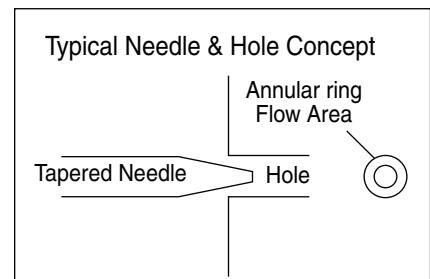 Typical Needle & Hole Concept
Annular ring
Flow Area
Tapered Needle
Hole